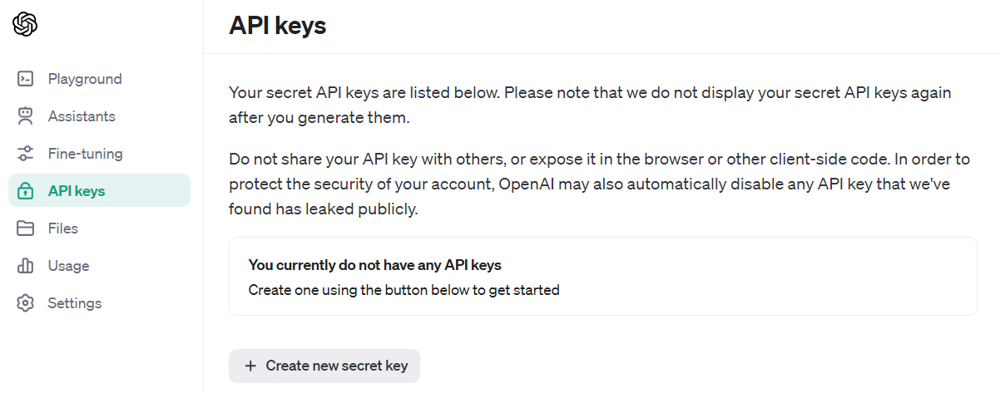 API keys
Playground
Assistants
Fine-tuning
API keys
Files
Usage
Settings
Your secret API keys are listed below. Please note that we do not display your secret API keys again
after you generate them.
Do not share your API key with others, or expose it in the browser or other client-side code. In order to
protect the security of your account, OpenAI may also automatically disable any API key that we've
found has leaked publicly.
You currently do not have any API keys
Create one using the button below to get started
+ Create new secret key